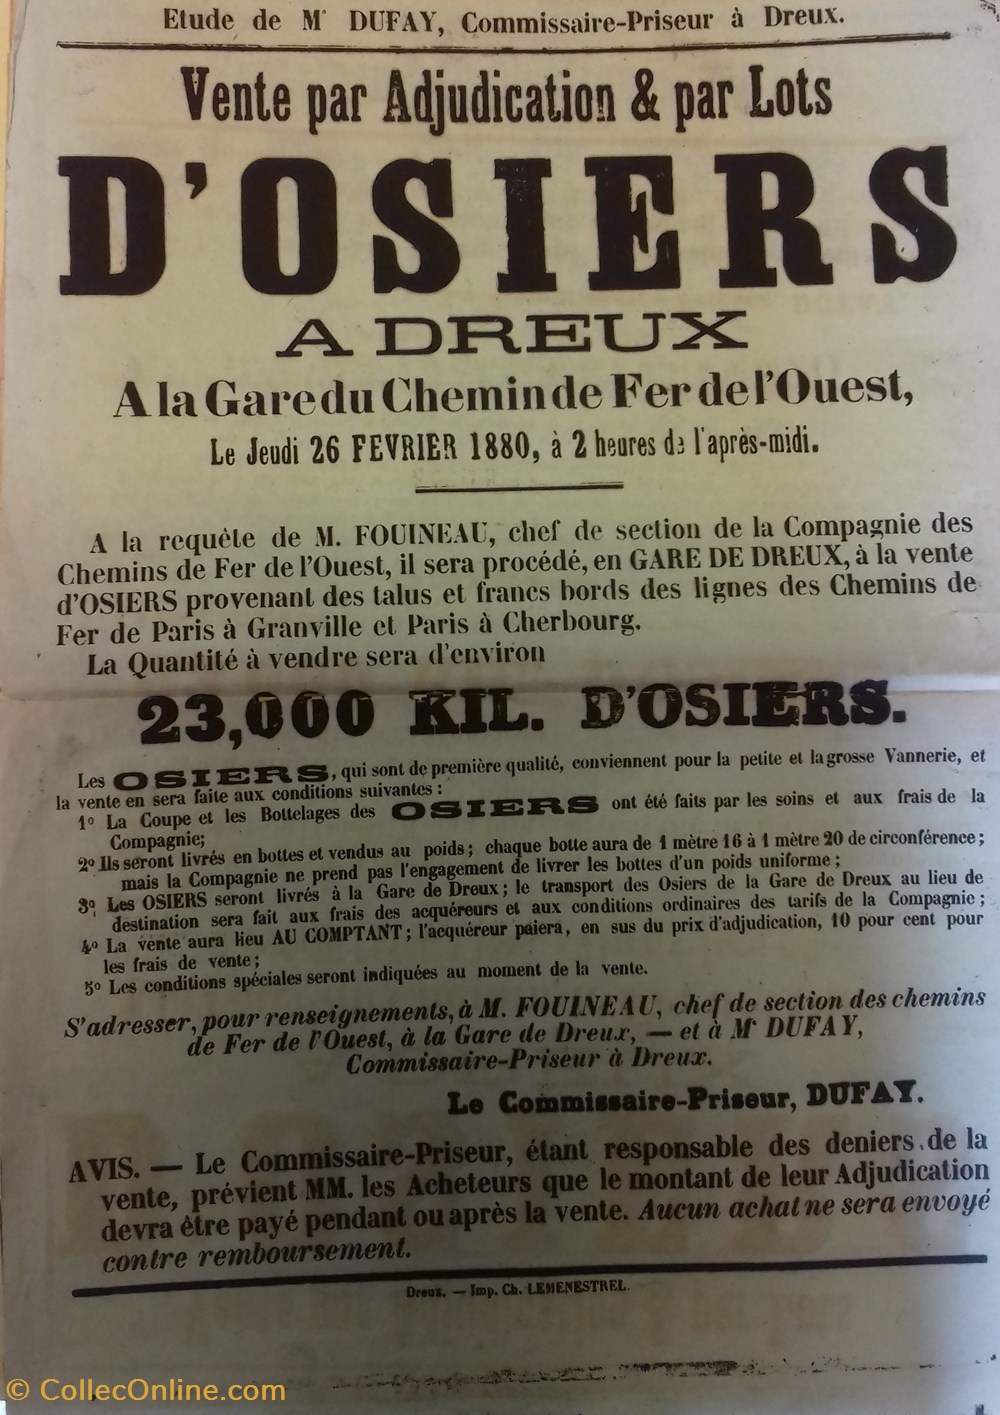 Etude de Mᵉ DUFAY, Commissaire-Priseur à Dreux.
Vente par Adjudication & par Lots
D'OSIERS
A DREUX
A la Gare du Chemin de Fer de l'Ouest,
Le Jeudi 26 FEVRIER 1880, à 2 heures de l'après-midi.
A la requête de M. FOUINEAU, chef de section de la Compagnie des
Chemins de Fer de l'Ouest, il sera procédé, en GARE DE DREUX, à la vente
d'OSIERS provenant des talus et francs bords des lignes des Chemins de
Fer de Paris à Granville et Paris à Cherbourg.
La Quantité à vendre sera d'environ
23,000 KIL. D'OSIERS.
Les OSIERS, qui sont de première qualité, conviennent pour la petite et la grosse Vannerie, et
la vente en sera faite aux conditions suivantes :
1º La Coupe et les Bottelages des OSIERS ont été faits par les soins et aux frais de la
Compagnie;
2º Ils seront livrés en bottes et vendus au poids ; chaque botte aura de 1 mètre 16 à 1 mètre 20 de circonférence ;
mais la Compagnie ne prend pas l'engagement de livrer les bottes d'un poids uniforme ;
3º Les OSIERS seront livrés à la Gare de Dreux ; le transport des Osiers de la Gare de Dreux au lieu de
destination sera fait aux frais des acquéreurs et aux conditions ordinaires des tarifs de la Compagnie ;
4º La vente aura lieu AU COMPTANT ; l'acquéreur paiera, en sus du prix d'adjudication, 10 pour cent pour
les frais de vente ;
5º Les conditions spéciales seront indiquées au moment de la vente.
S'adresser, pour renseignements, à M. FOUINEAU, chef de section des chemins
de Fer de l'Ouest, à la Gare de Dreux, — et à Mᵉ DUFAY,
Commissaire-Priseur à Dreux.
Le Commissaire-Priseur, DUFAY.
AVIS. — Le Commissaire-Priseur, étant responsable des deniers de la
vente, prévient MM. les Acheteurs que le montant de leur Adjudication
devra être payé pendant ou après la vente. Aucun achat ne sera envoyé
contre remboursement.
Dreux. — Imp. Ch. LEMENESTREL.
© CollecOnline.com